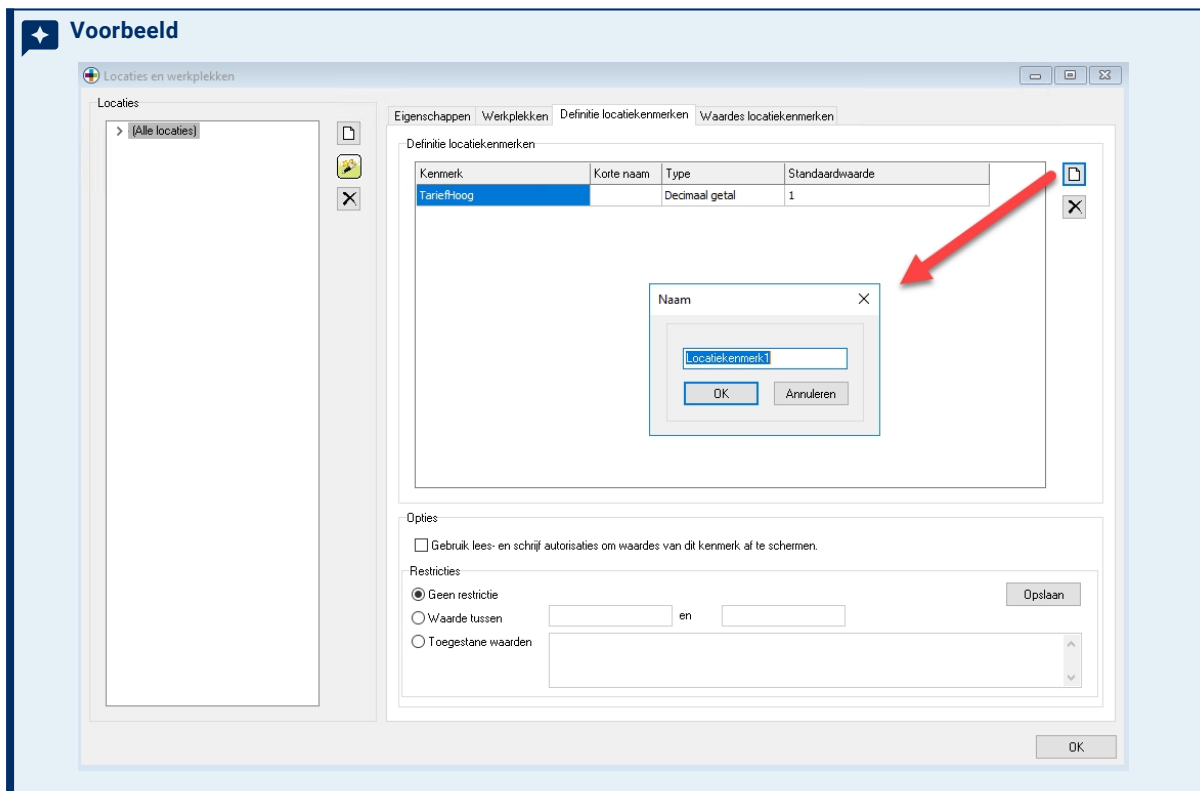 Voorbeeld
Locaties en werkplekken
Locaties
(Alle locaties)
Eigenschappen Werkplekken Definitie locatiekenmerken Waardes locatiekenmerken
Definitie locatiekenmerken
Kenmerk Korte naam Type Standaardwaarde
TariefHoog Decimaal getal 1
Naam
Locatiekenmerk1
OK Annuleren
Opties
Gebruik lees- en schrijf autorisaties om waardes van dit kenmerk af te schermen.
Restricties
Geen restrictie Opslaan
Waarde tussen en
Toegestane waarden
OK